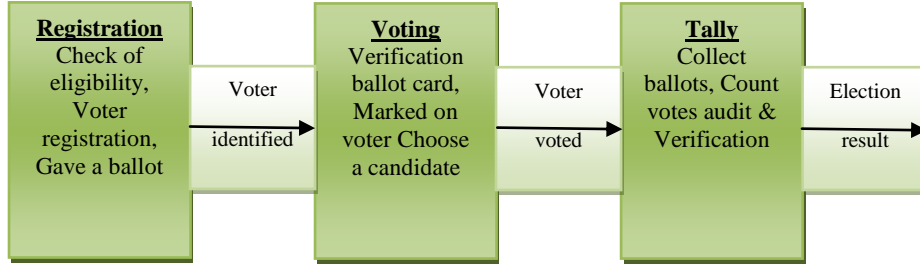 Registration
Check of
eligibility,
Voter
registration,
Gave a ballot
Voter
identified
Voting
Verification
ballot card,
Marked on
voter Choose
a candidate
Voter
voted
Tally
Collect
ballots, Count
votes audit &
Verification
Election
result